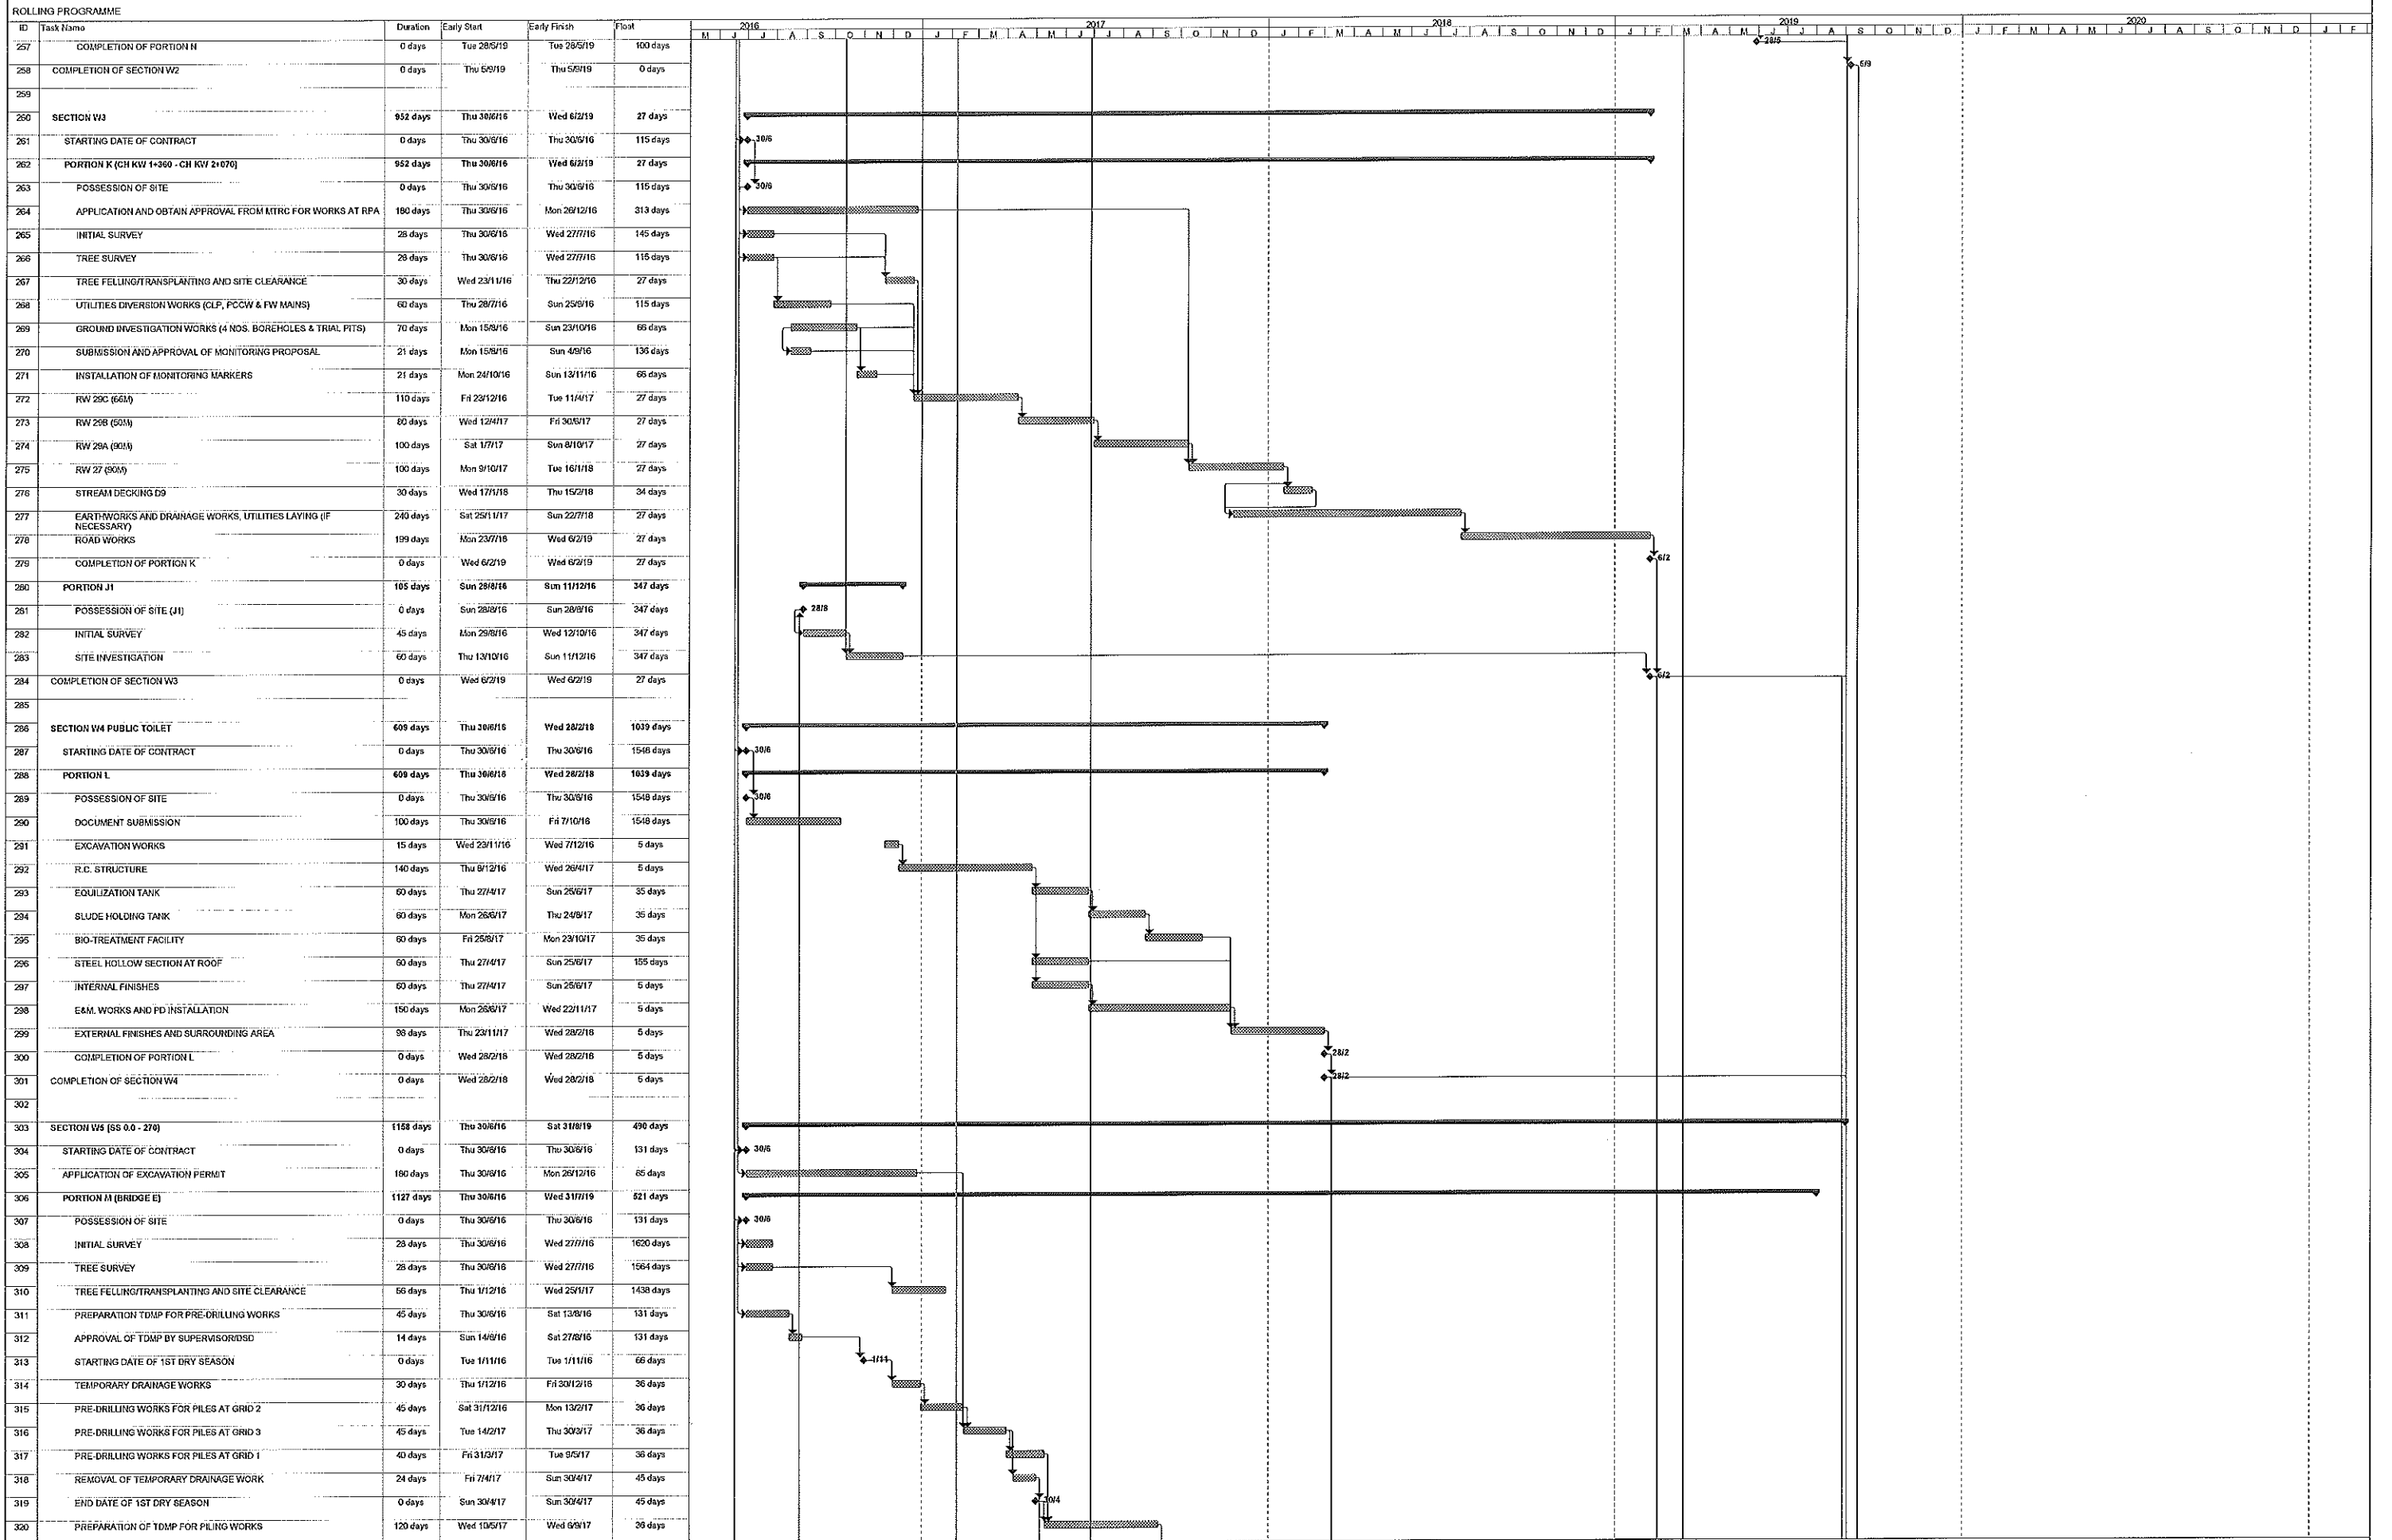 ROLLING PROGRAMME
ID Task Name Duration Early Start Early Finish Float
2016 2017 2018 2019 2020
M J J A S O N D J F M A M J J A S O N D J F M A M J J A S O N D J F M A M J J A S O N D J F M A M J J A S O N D J F
257 COMPLETION OF PORTION N 0 days Tue 28/5/19 Tue 28/5/19 100 days 28/5
258 COMPLETION OF SECTION W2 0 days Thu 5/9/19 Thu 5/9/19 0 days 5/9
259
260 SECTION W3 952 days Thu 30/6/16 Wed 6/2/19 27 days
261 STARTING DATE OF CONTRACT 0 days Thu 30/6/16 Thu 30/6/16 115 days 30/6
262 PORTION K (CH KW 1+360 - CH KW 2+070) 952 days Thu 30/6/16 Wed 6/2/19 27 days
263 POSSESSION OF SITE 0 days Thu 30/6/16 Thu 30/6/16 115 days 30/6
264 APPLICATION AND OBTAIN APPROVAL FROM MTRC FOR WORKS AT RPA 180 days Thu 30/6/16 Mon 26/12/16 313 days
265 INITIAL SURVEY 28 days Thu 30/6/16 Wed 27/7/16 145 days
266 TREE SURVEY 28 days Thu 30/6/16 Wed 27/7/16 115 days
267 TREE FELLING/TRANSPLANTING AND SITE CLEARANCE 30 days Wed 23/11/16 Thu 22/12/16 27 days
268 UTILITIES DIVERSION WORKS (CLP, PCCW & FW MAINS) 60 days Thu 28/7/16 Sun 25/9/16 115 days
269 GROUND INVESTIGATION WORKS (4 NOS. BOREHOLES & TRIAL PITS) 70 days Mon 15/8/16 Sun 23/10/16 66 days
270 SUBMISSION AND APPROVAL OF MONITORING PROPOSAL 21 days Mon 15/8/16 Sun 4/9/16 136 days
271 INSTALLATION OF MONITORING MARKERS 21 days Mon 24/10/16 Sun 13/11/16 66 days
272 RW 29C (66M) 110 days Fri 23/12/16 Tue 11/4/17 27 days
273 RW 29B (50M) 80 days Wed 12/4/17 Fri 30/6/17 27 days
274 RW 29A (90M) 100 days Sat 1/7/17 Sun 8/10/17 27 days
275 RW 27 (90M) 100 days Mon 9/10/17 Tue 16/1/18 27 days
276 STREAM DECKING D9 30 days Wed 17/1/18 Thu 15/2/18 34 days
277 EARTHWORKS AND DRAINAGE WORKS, UTILITIES LAYING (IF NECESSARY) 240 days Sat 25/11/17 Sun 22/7/18 27 days
278 ROAD WORKS 199 days Mon 23/7/18 Wed 6/2/19 27 days
279 COMPLETION OF PORTION K 0 days Wed 6/2/19 Wed 6/2/19 27 days 6/2
280 PORTION J1 105 days Sun 28/8/16 Sun 11/12/16 347 days
281 POSSESSION OF SITE (J1) 0 days Sun 28/8/16 Sun 28/8/16 347 days 28/8
282 INITIAL SURVEY 45 days Mon 29/8/16 Wed 12/10/16 347 days
283 SITE INVESTIGATION 60 days Thu 13/10/16 Sun 11/12/16 347 days
284 COMPLETION OF SECTION W3 0 days Wed 6/2/19 Wed 6/2/19 27 days 6/2
285
286 SECTION W4 PUBLIC TOILET 609 days Thu 30/6/16 Wed 28/2/18 1039 days
287 STARTING DATE OF CONTRACT 0 days Thu 30/6/16 Thu 30/6/16 1548 days 30/6
288 PORTION L 609 days Thu 30/6/16 Wed 28/2/18 1039 days
289 POSSESSION OF SITE 0 days Thu 30/6/16 Thu 30/6/16 1548 days 30/6
290 DOCUMENT SUBMISSION 100 days Thu 30/6/16 Fri 7/10/16 1548 days
291 EXCAVATION WORKS 15 days Wed 23/11/16 Wed 7/12/16 5 days
292 R.C. STRUCTURE 140 days Thu 8/12/16 Wed 26/4/17 5 days
293 EQUILIZATION TANK 60 days Thu 27/4/17 Sun 25/6/17 35 days
294 SLUDE HOLDING TANK 60 days Mon 26/6/17 Thu 24/8/17 35 days
295 BIO-TREATMENT FACILITY 60 days Fri 25/8/17 Mon 23/10/17 35 days
296 STEEL HOLLOW SECTION AT ROOF 60 days Thu 27/4/17 Sun 25/6/17 155 days
297 INTERNAL FINISHES 60 days Thu 27/4/17 Sun 25/6/17 5 days
298 E&M. WORKS AND PD INSTALLATION 150 days Mon 26/6/17 Wed 22/11/17 5 days
299 EXTERNAL FINISHES AND SURROUNDING AREA 98 days Thu 23/11/17 Wed 28/2/18 5 days
300 COMPLETION OF PORTION L 0 days Wed 28/2/18 Wed 28/2/18 5 days 28/2
301 COMPLETION OF SECTION W4 0 days Wed 28/2/18 Wed 28/2/18 5 days 28/2
302
303 SECTION W5 (SS 0.0 - 270) 1158 days Thu 30/6/16 Sat 31/8/19 490 days
304 STARTING DATE OF CONTRACT 0 days Thu 30/6/16 Thu 30/6/16 131 days 30/6
305 APPLICATION OF EXCAVATION PERMIT 180 days Thu 30/6/16 Mon 26/12/16 85 days
306 PORTION M (BRIDGE E) 1127 days Thu 30/6/16 Wed 31/7/19 521 days
307 POSSESSION OF SITE 0 days Thu 30/6/16 Thu 30/6/16 131 days 30/6
308 INITIAL SURVEY 28 days Thu 30/6/16 Wed 27/7/16 1620 days
309 TREE SURVEY 28 days Thu 30/6/16 Wed 27/7/16 1564 days
310 TREE FELLING/TRANSPLANTING AND SITE CLEARANCE 56 days Thu 1/12/16 Wed 25/1/17 1438 days
311 PREPARATION TDMP FOR PRE-DRILLING WORKS 45 days Thu 30/6/16 Sat 13/8/16 131 days
312 APPROVAL OF TDMP BY SUPERVISOR/DSD 14 days Sun 14/8/16 Sat 27/8/16 131 days
313 STARTING DATE OF 1ST DRY SEASON 0 days Tue 1/11/16 Tue 1/11/16 66 days 1/11
314 TEMPORARY DRAINAGE WORKS 30 days Thu 1/12/16 Fri 30/12/16 36 days
315 PRE-DRILLING WORKS FOR PILES AT GRID 2 45 days Sat 31/12/16 Mon 13/2/17 36 days
316 PRE-DRILLING WORKS FOR PILES AT GRID 3 45 days Tue 14/2/17 Thu 30/3/17 36 days
317 PRE-DRILLING WORKS FOR PILES AT GRID 1 40 days Fri 31/3/17 Tue 9/5/17 36 days
318 REMOVAL OF TEMPORARY DRAINAGE WORK 24 days Fri 7/4/17 Sun 30/4/17 45 days
319 END DATE OF 1ST DRY SEASON 0 days Sun 30/4/17 Sun 30/4/17 45 days 30/4
320 PREPARATION OF TDMP FOR PILING WORKS 120 days Wed 10/5/17 Wed 6/9/17 36 days